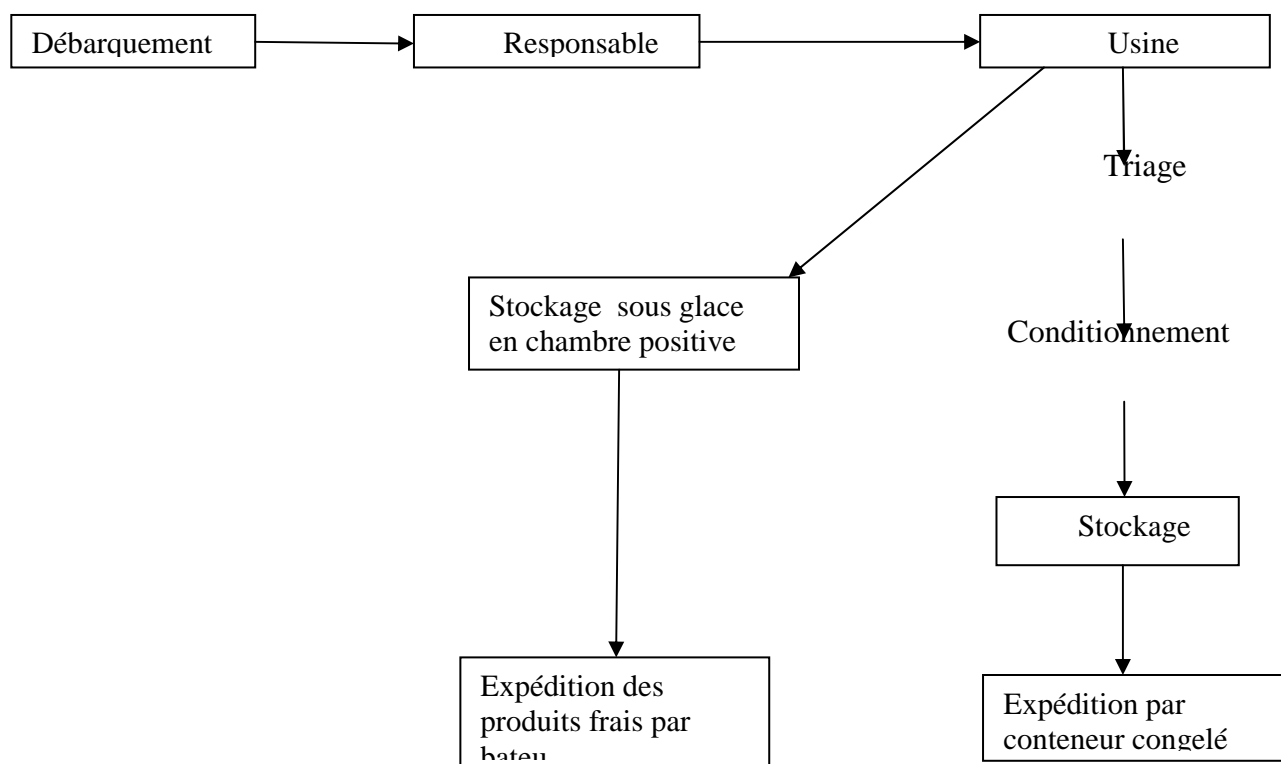 Débarquement
Responsable
Usine
Triage
Stockage sous glace
en chambre positive
Conditionnement
Stockage
Expédition des
produits frais par
bateu
Expédition par
conteneur congelé